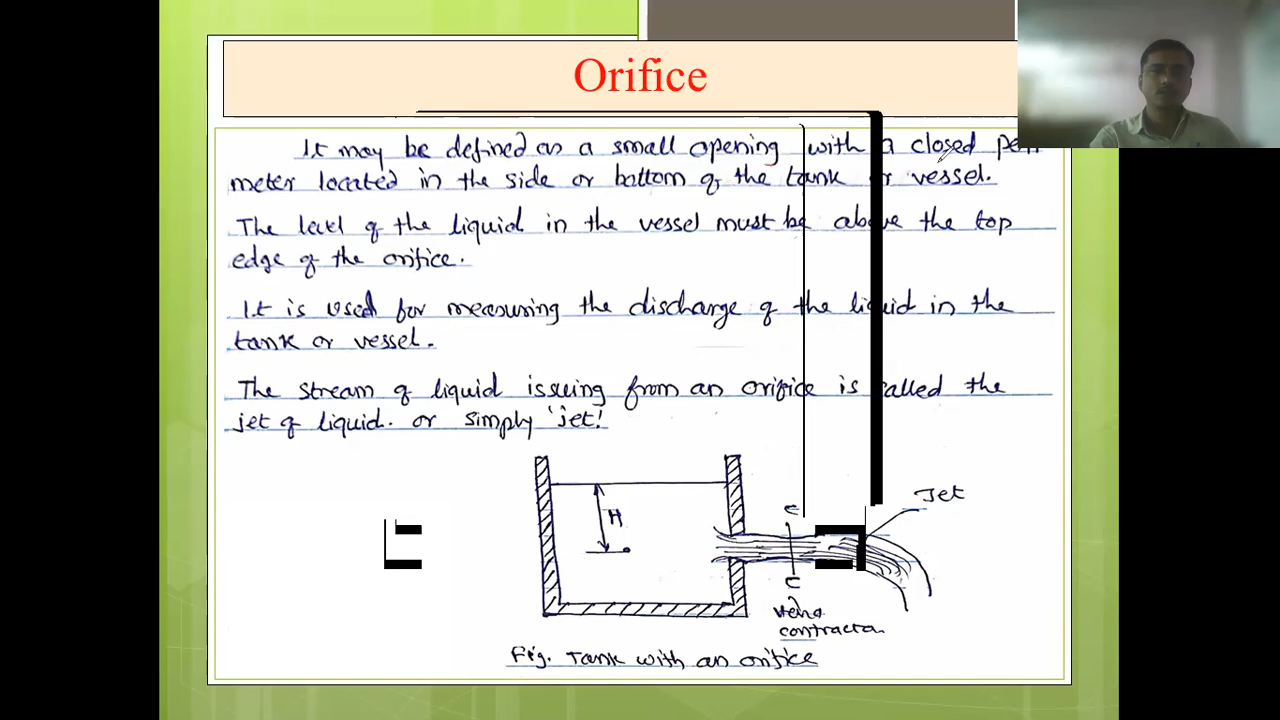 Orifice
It may be defined as a small opening with a closed
meter located in the side or bottom of the tank or vessel.
The level of the liquid in the vessel must be above the top
edge of the orifice.
It is used for measuring the discharge of the liquid in the
tank or vessel.
The stream of liquid issuing from an orifice is called the
jet of liquid. or simply 'jet'.
H
C
Jet
C
vena
contracta
Fig. Tank with an orifice